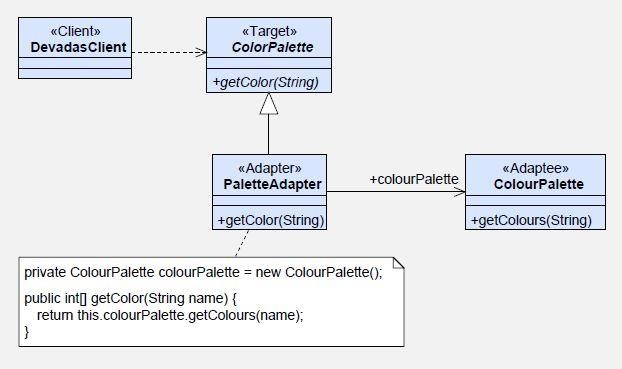 «Client»
DevadasClient
«Target»
ColorPalette
+getColor(String)
«Adapter»
PaletteAdapter
+getColor(String)
+colourPalette
«Adaptee»
ColourPalette
+getColours(String)
private ColourPalette colourPalette = new ColourPalette();
public int[] getColor(String name) {
return this.colourPalette.getColours(name);
}